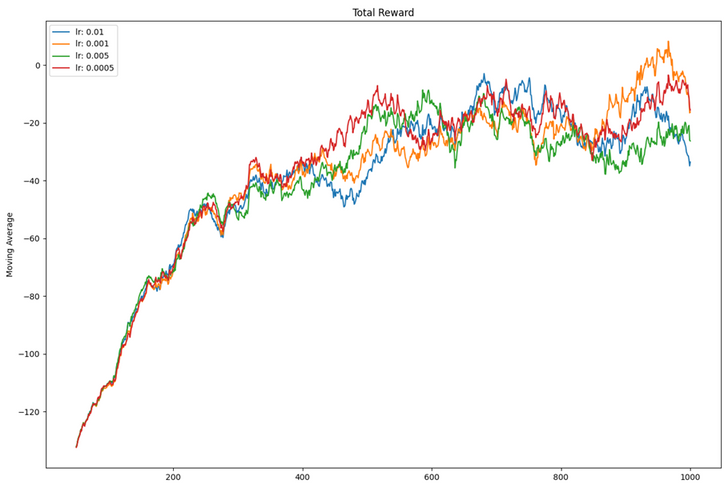 Total Reward
lr: 0.01
lr: 0.001
lr: 0.005
lr: 0.0005
Moving Average
0
−20
−40
−60
−80
−100
−120
200
400
600
800
1000